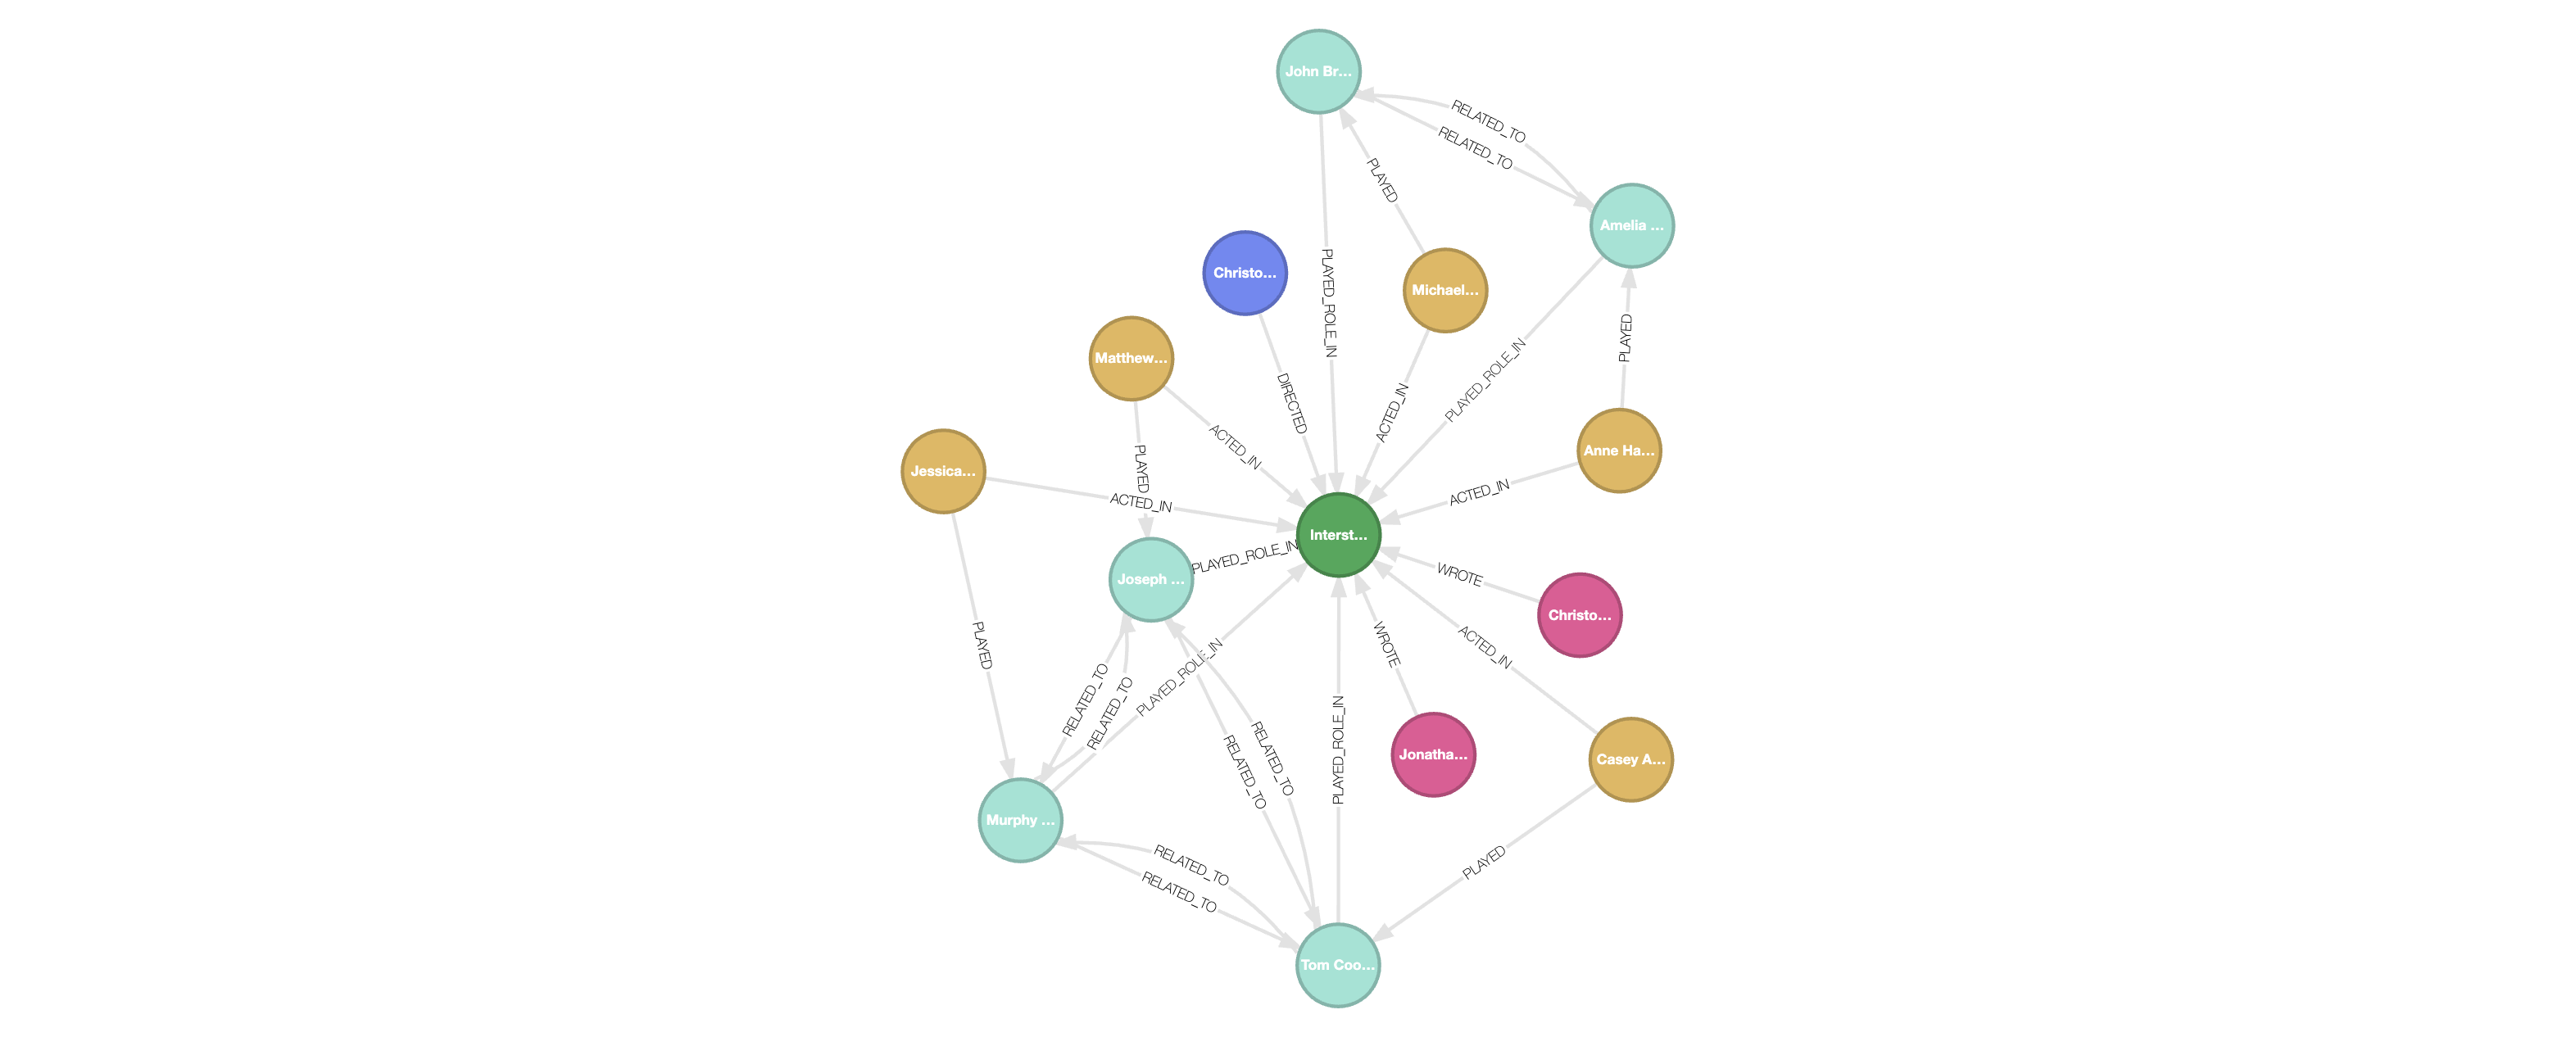 John Br...
RELATED_TO
RELATED_TO
PLAYED
Amelia ...
Christo...
Michael...
PLAYED_ROLE_IN
Matthew...
PLAYED
PLAYED_ROLE_IN
DIRECTED
ACTED_IN
Anne Ha...
ACTED_IN
Jessica...
PLAYED
ACTED_IN
ACTED_IN
Interst...
PLAYED_ROLE_IN
Joseph ...
WROTE
Christo...
PLAYED
WROTE
ACTED_IN
PLAYED_ROLE_IN
RELATED_TO
RELATED_TO
PLAYED_ROLE_IN
Jonatha...
Casey A...
RELATED_TO
RELATED_TO
Murphy ...
RELATED_TO
PLAYED
RELATED_TO
Tom Coo...